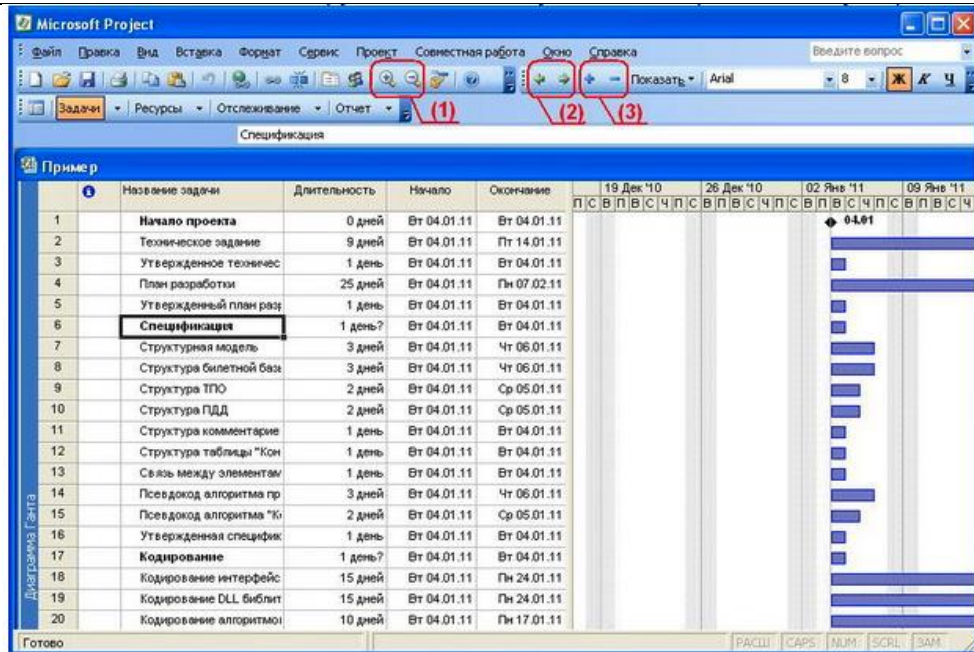 Microsoft Project
Файл Правка Вид Вставка Формат Сервис Проект Совместная работа Окно Справка Введите вопрос
Показать Arial 8 Ж К Ч
Задачи Ресурсы Отслеживание Отчет (1) (2) (3)
Спецификация
Пример
Название задачи Длительность Начало Окончание 19 Дек '10 26 Дек '10 02 Янв '11 09 Янв '11
П С В П В С Ч П С В П В С Ч П С В П В С Ч П С В П В С Ч
1 Начало проекта 0 дней Вт 04.01.11 Вт 04.01.11 04.01
2 Техническое задание 9 дней Вт 04.01.11 Пт 14.01.11
3 Утвержденное техничес 1 день Вт 04.01.11 Вт 04.01.11
4 План разработки 25 дней Вт 04.01.11 Пн 07.02.11
5 Утвержденный план разр 1 день Вт 04.01.11 Вт 04.01.11
6 Спецификация 1 день? Вт 04.01.11 Вт 04.01.11
7 Структурная модель 3 дней Вт 04.01.11 Чт 06.01.11
8 Структура билетной базы 3 дней Вт 04.01.11 Чт 06.01.11
9 Структура ТПО 2 дней Вт 04.01.11 Ср 05.01.11
10 Структура ПДД 2 дней Вт 04.01.11 Ср 05.01.11
11 Структура комментарие 1 день Вт 04.01.11 Вт 04.01.11
12 Структура таблицы "Кон 1 день Вт 04.01.11 Вт 04.01.11
13 Связь между элементам 1 день Вт 04.01.11 Вт 04.01.11
14 Псевдокод алгоритма пр 3 дней Вт 04.01.11 Чт 06.01.11
15 Псевдокод алгоритма "Ко 2 дней Вт 04.01.11 Ср 05.01.11
16 Утвержденная специфик 1 день Вт 04.01.11 Вт 04.01.11
17 Кодирование 1 день? Вт 04.01.11 Вт 04.01.11
18 Кодирование интерфейс 15 дней Вт 04.01.11 Пн 24.01.11
19 Кодирование DLL библит 15 дней Вт 04.01.11 Пн 24.01.11
20 Кодирование алгоритмов 10 дней Вт 04.01.11 Пн 17.01.11
Диаграмма Ганта
Готово РАСШ CAPS NUM SCRL ЗАМ